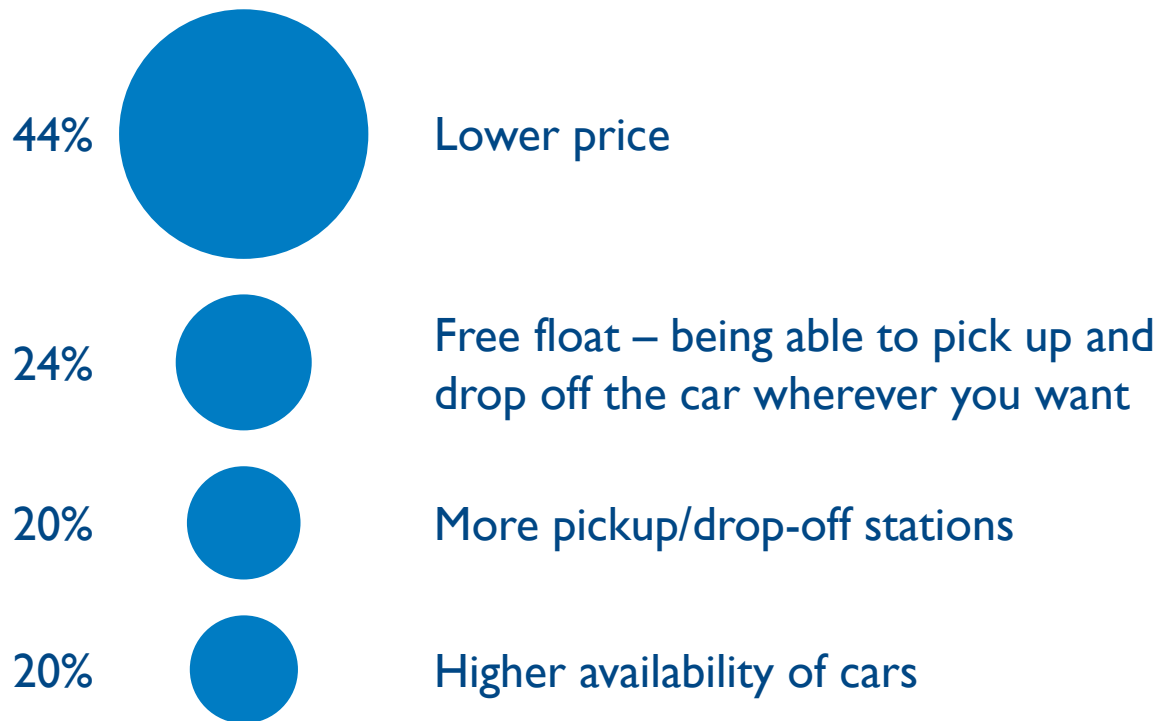 44% Lower price
24% Free float – being able to pick up and
drop off the car wherever you want
20% More pickup/drop-off stations
20% Higher availability of cars